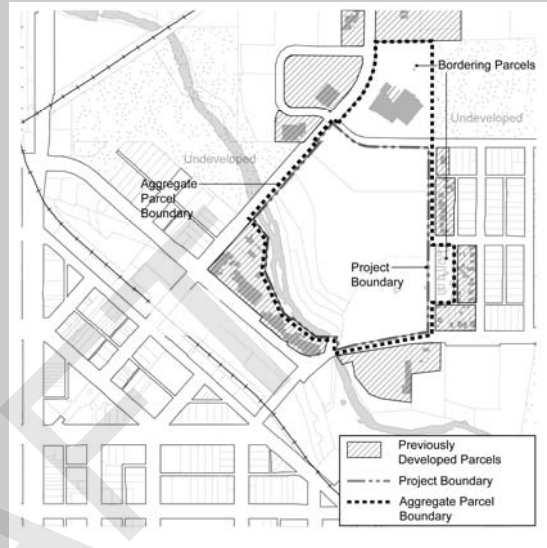 Bordering Parcels
Undeveloped
Undeveloped
Aggregate
Parcel
Boundary
Project
Boundary
Previously
Developed Parcels
Project Boundary
Aggregate Parcel
Boundary